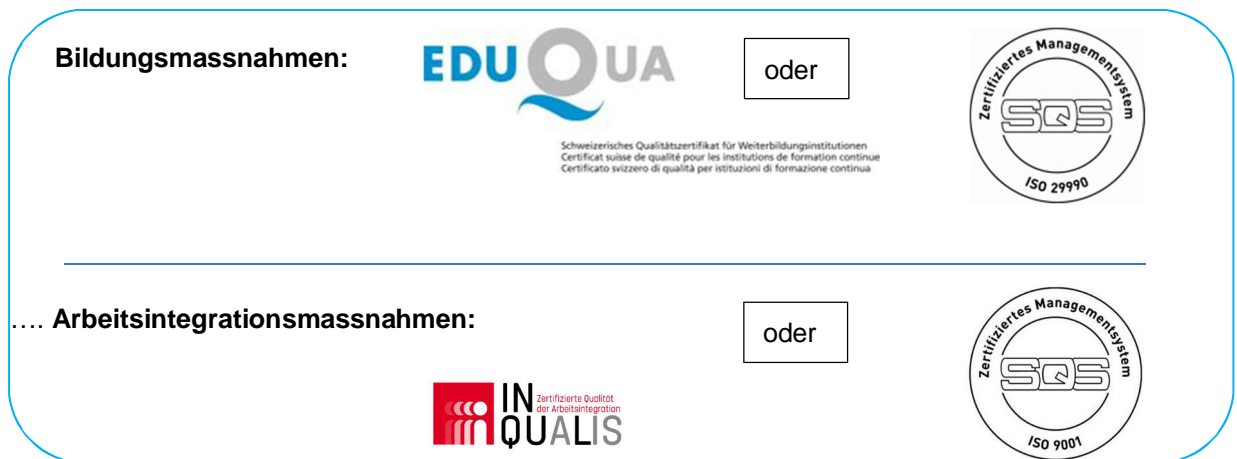 Bildungsmassnahmen:
EDUQUA
oder
Zertifiziertes Managementsystem
SQS
ISO 29990
Schweizerisches Qualitätszertifikat für Weiterbildungsinstitutionen
Certificat suisse de qualité pour les institutions de formation continue
Certificato svizzero di qualità per istituzioni di formazione continua
…. Arbeitsintegrationsmassnahmen:
oder
Zertifiziertes Managementsystem
SQS
ISO 9001
IN
QUALIS
Zertifizierte Qualität
der Arbeitsintegration